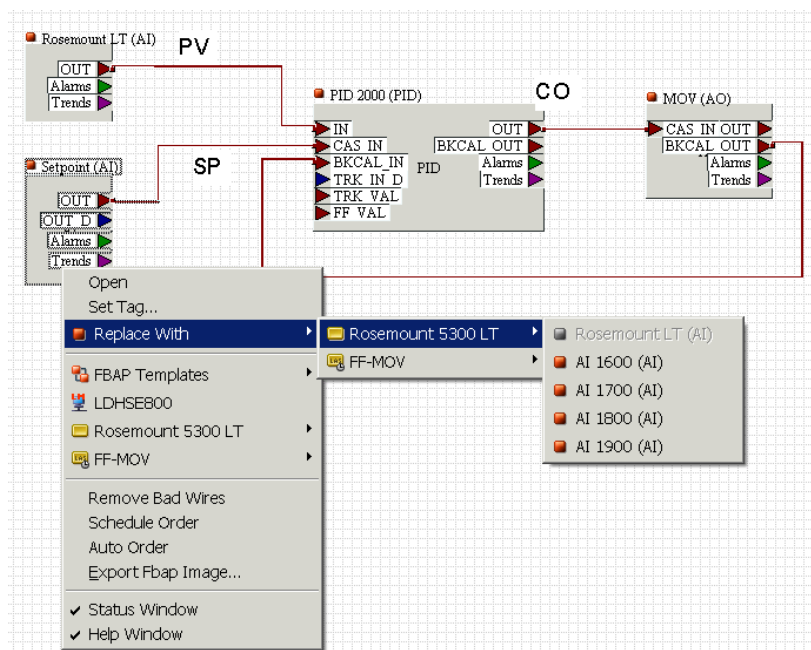 Rosemount LT (AI)
PV
OUT
Alarms
Trends
PID 2000 (PID)
CO
IN
OUT
CAS IN
BKCAL OUT
BKCAL_IN
PID
Alarms
TRK IN D
Trends
TRK VAL
FF VAL
MOV (AO)
CAS IN OUT
BKCAL OUT
Alarms
Trends
Setpoint (AI)
SP
OUT
OUT D
Alarms
Trends
Open
Set Tag...
Replace With
FBAP Templates
LDHSE800
Rosemount 5300 LT
FF-MOV
Remove Bad Wires
Schedule Order
Auto Order
Export Fbap Image...
Status Window
Help Window
Rosemount 5300 LT
FF-MOV
Rosemount LT (AI)
AI 1600 (AI)
AI 1700 (AI)
AI 1800 (AI)
AI 1900 (AI)